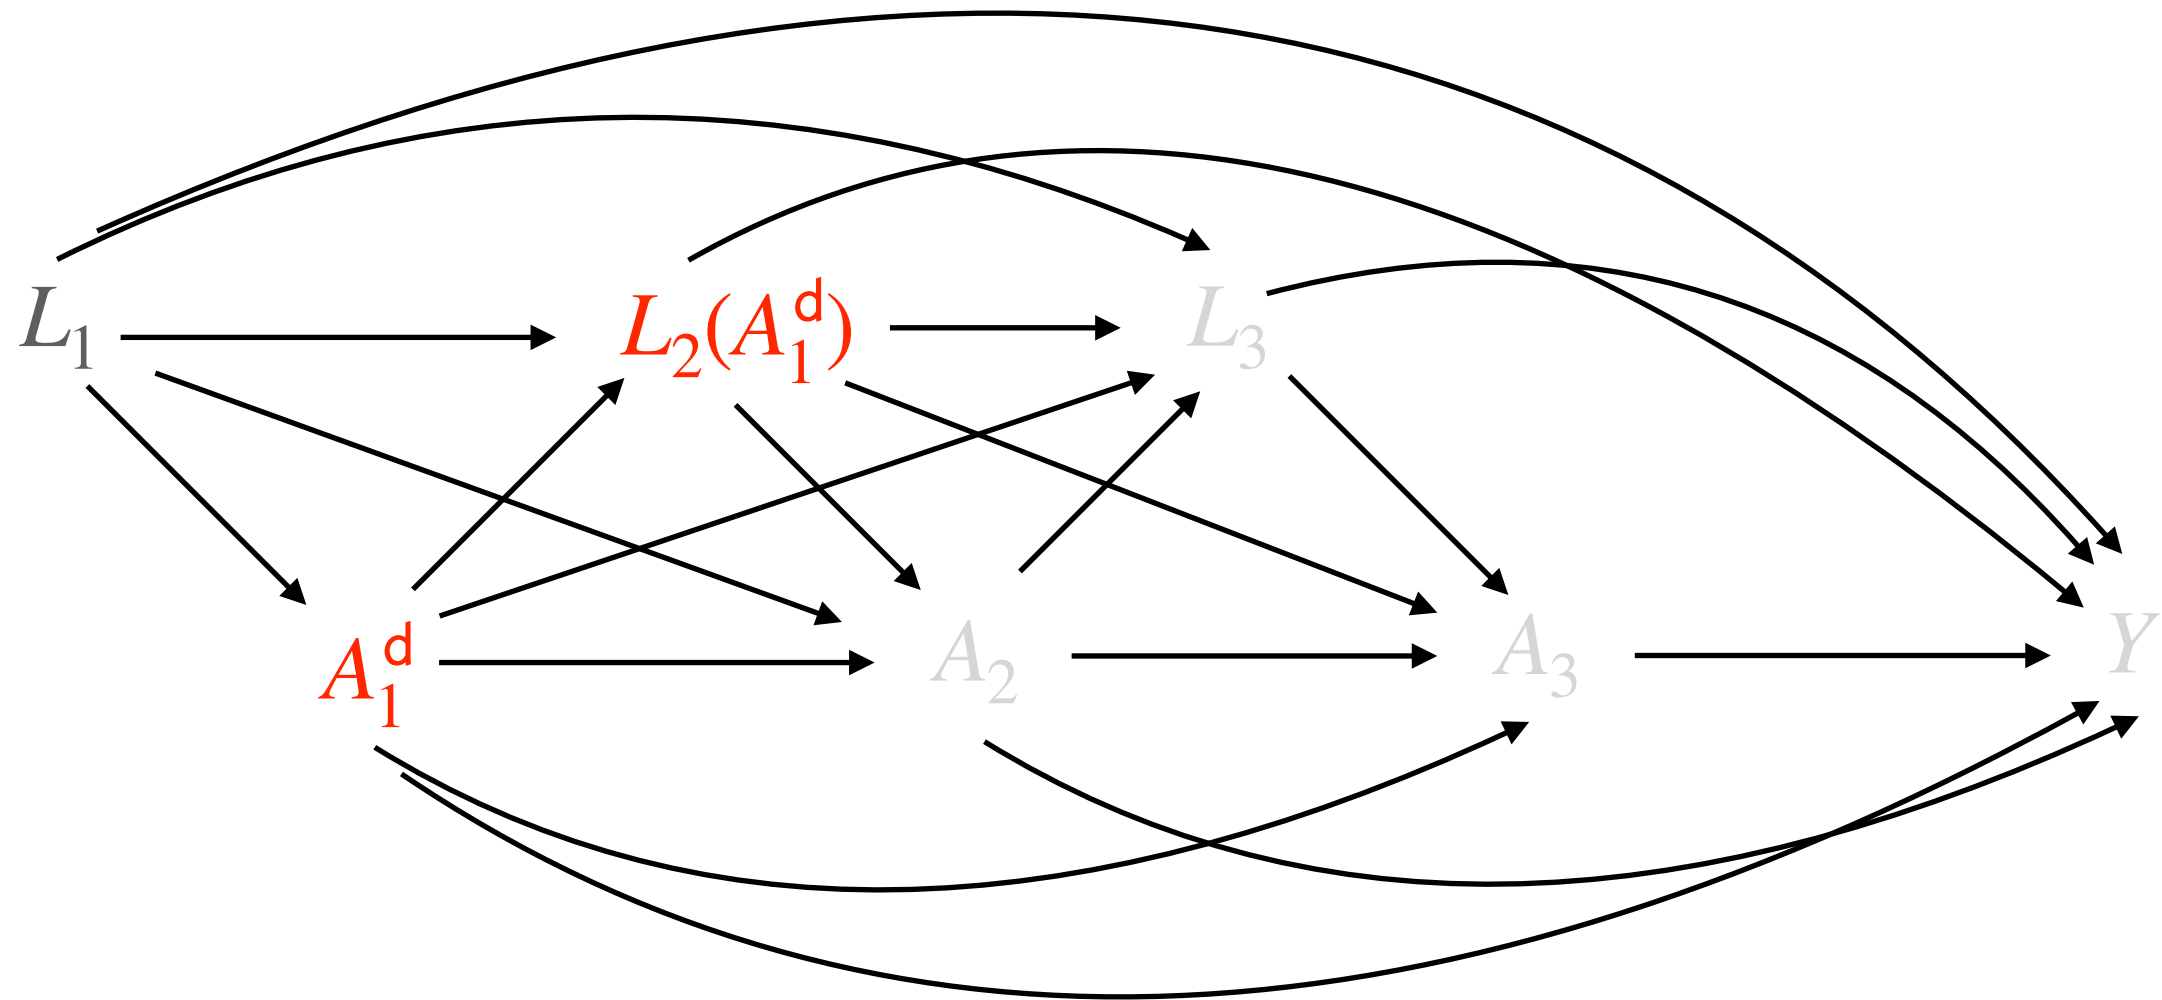 L₁ L₂(A₁ᵈ) L₃
A₁ᵈ A₂ A₃ Y